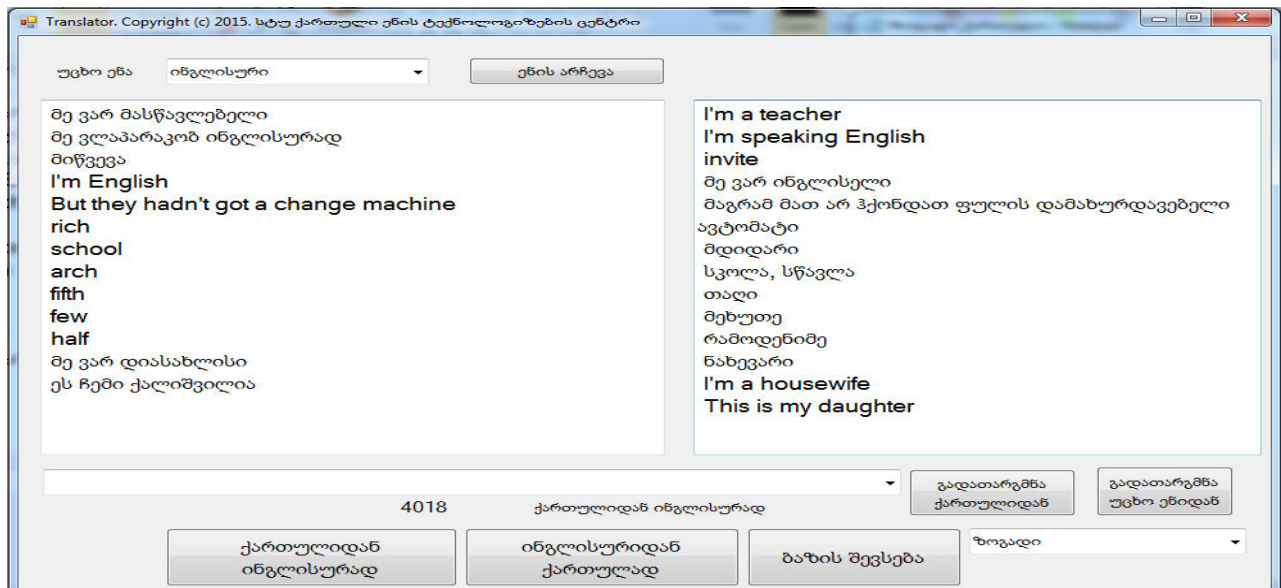 Translator. Copyright (c) 2015. სტუ ქართული ენის ტექნოლოგიზების ცენტრი
უცხო ენა ინგლისური ენის არჩევა
მე ვარ მასწავლებელი
მე ვლაპარაკობ ინგლისურად
მიწვევა
I'm English
But they hadn't got a change machine
rich
school
arch
fifth
few
half
მე ვარ დიასახლისი
ეს ჩემი ქალიშვილია
I'm a teacher
I'm speaking English
invite
მე ვარ ინგლისელი
მაგრამ მათ არ ჰქონდათ ფულის დამახურდავებელი
ავტომატი
მდიდარი
სკოლა, სწავლა
თაღი
მეხუთე
რამოდენიმე
ნახევარი
I'm a housewife
This is my daughter
გადათარგმნა
ქართულიდან
გადათარგმნა
უცხო ენიდან
4018 ქართულიდან ინგლისურად
ქართულიდან
ინგლისურად
ინგლისურიდან
ქართულად
ბაზის შევსება
ზოგადი